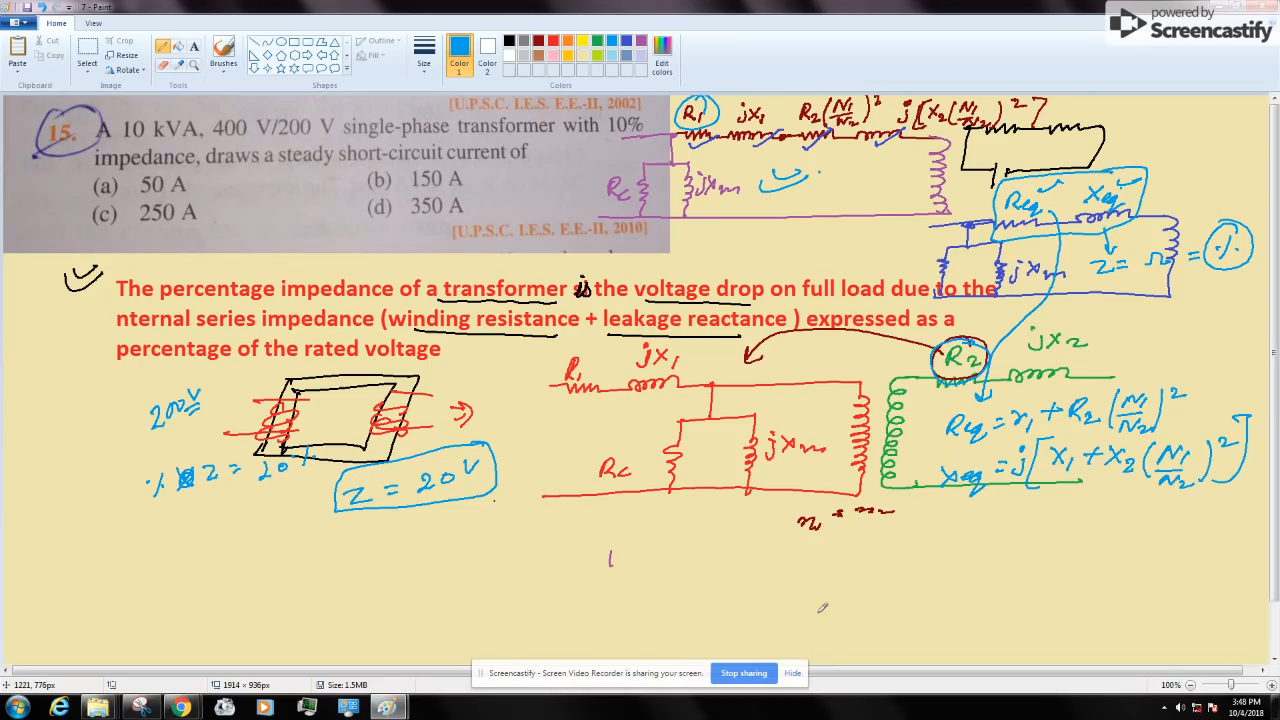 7 - Paint
powered by
Screencastify
Home View
Cut
Copy
Paste
Clipboard
Crop
Resize
Rotate
Select
Image
Tools
Brushes
Outline
Fill
Shapes
Size
Color 1
Color 2
Edit colors
Colors
[U.P.S.C. I.E.S. E.E.-II, 2002]
15. A 10 kVA, 400 V/200 V single-phase transformer with 10%
impedance, draws a steady short-circuit current of
(a) 50 A (b) 150 A
(c) 250 A (d) 350 A
[U.P.S.C. I.E.S. E.E.-II, 2010]
R1 jX1 R2(N1/N2)^2 j[X2(N1/N2)^2]
Rc jXm
Req Xeq
jXm Z = Ω = %
The percentage impedance of a transformer is the voltage drop on full load due to the
nternal series impedance (winding resistance + leakage reactance ) expressed as a
percentage of the rated voltage
R1 jX1 R2 jX2
200V
Rc jXm
Req = r1 + R2(N1/N2)^2
Xeq = j[X1 + X2(N1/N2)^2]
% Z = 10%
Z = 20V
Screencastify - Screen Video Recorder is sharing your screen. Stop sharing Hide
1221, 776px 1914 × 936px Size: 1.5MB 100%
3:48 PM
10/4/2018